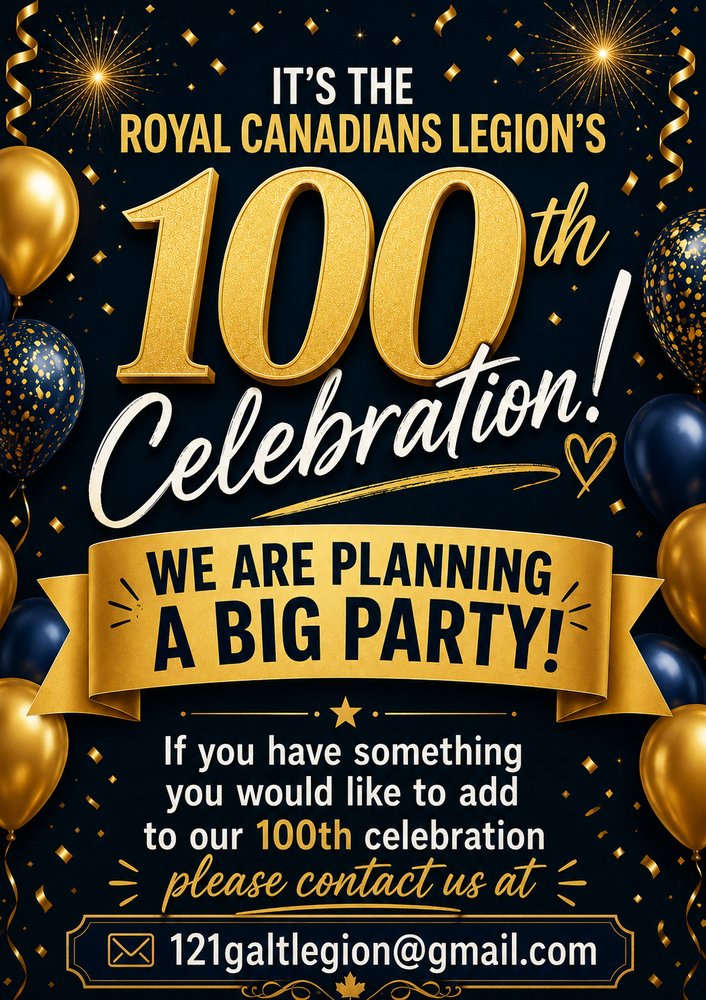 IT'S THE
ROYAL CANADIANS LEGION'S
100th
Celebration!
WE ARE PLANNING
A BIG PARTY!
If you have something
you would like to add
to our 100th celebration
please contact us at
121galtlegion@gmail.com